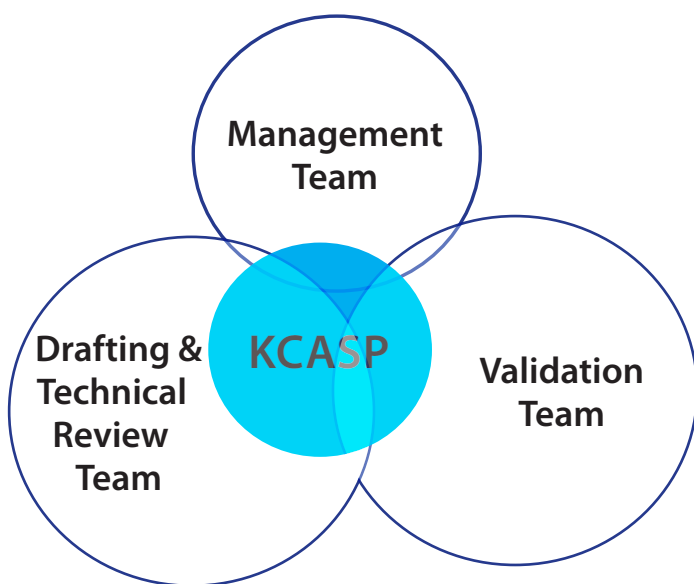 Management
Team
KCASP
Drafting &
Technical
Review
Team
Validation
Team